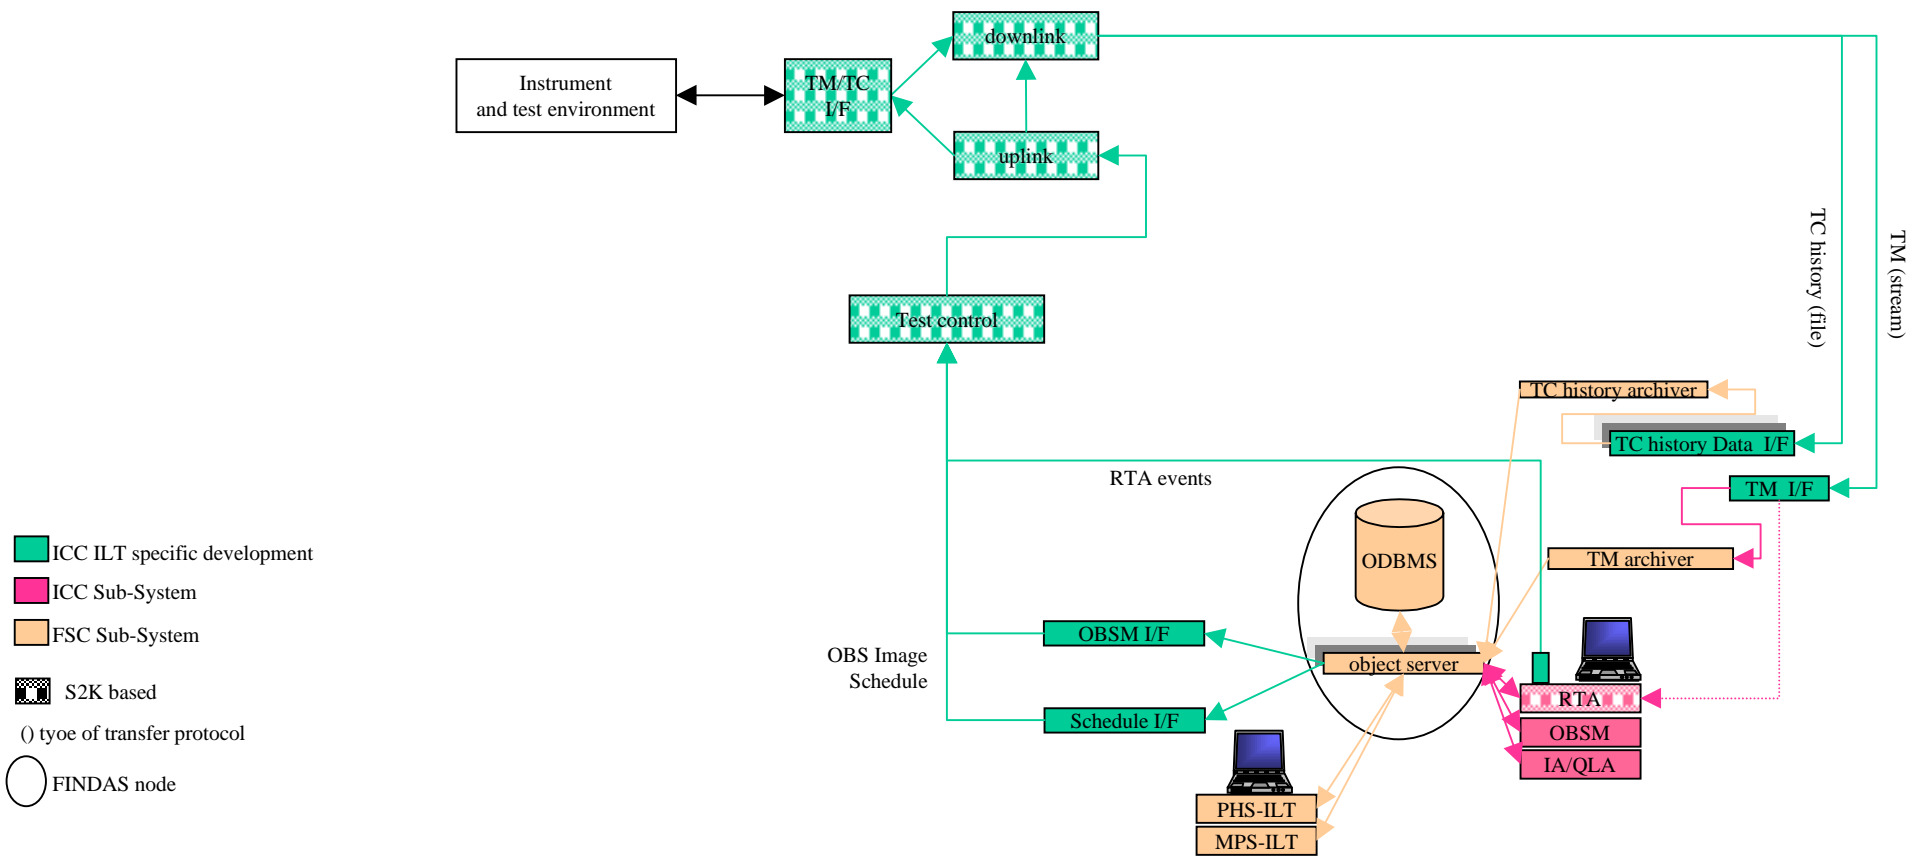 downlink
Instrument
and test environment
TM/TC
I/F
uplink
TC history (file)
TM (stream)
Test control
TC history archiver
TC history Data I/F
RTA events
TM I/F
ODBMS
TM archiver
ICC ILT specific development
ICC Sub-System
FSC Sub-System
S2K based
() tyoe of transfer protocol
FINDAS node
OBSM I/F
OBS Image
Schedule
object server
RTA
Schedule I/F
OBSM
IA/QLA
PHS-ILT
MPS-ILT